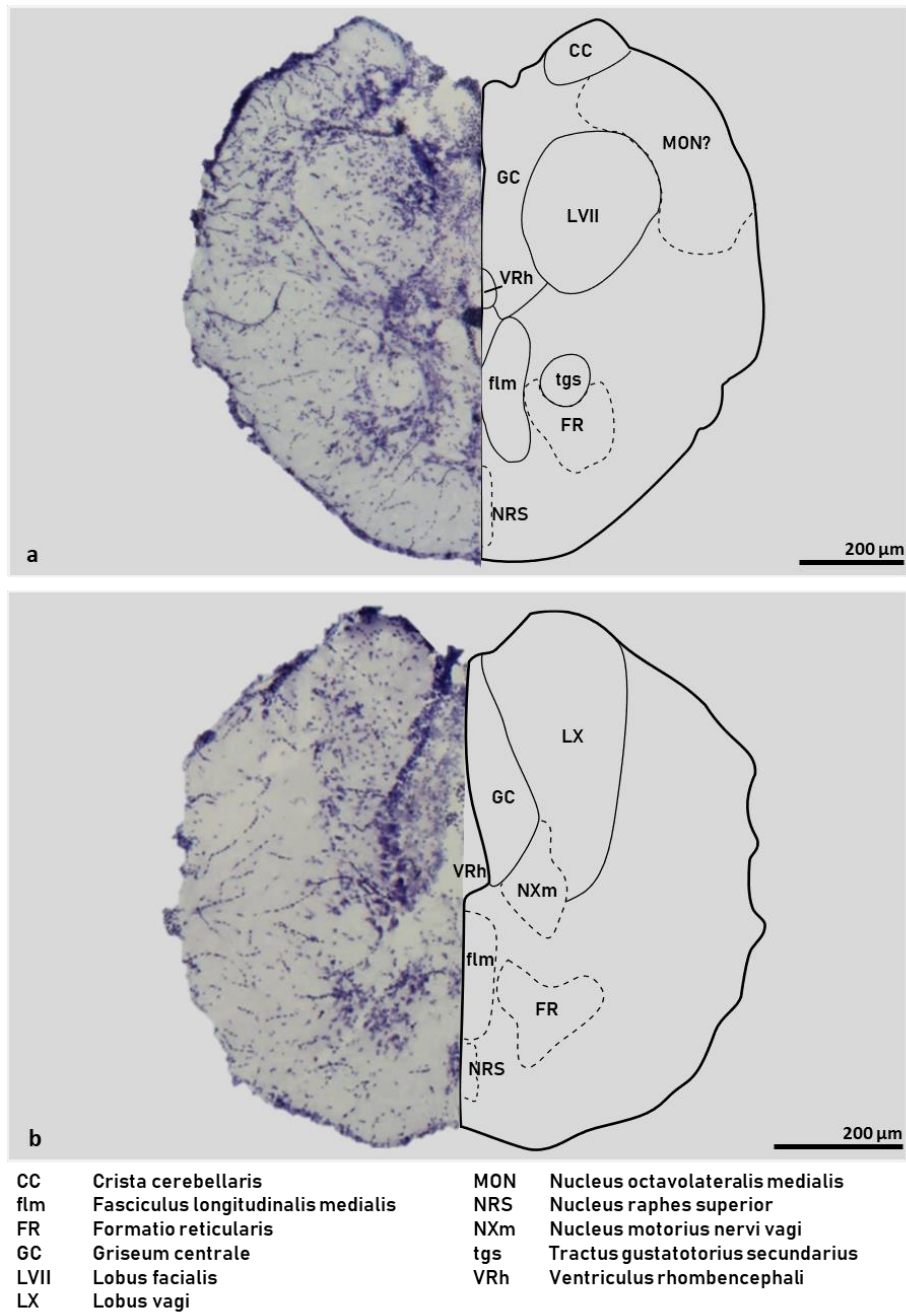 CC
MON?
GC
LVII
VRh
flm
tgs
FR
NRS
a
200 µm
LX
GC
VRh
NXm
flm
FR
NRS
b
200 µm
CC Crista cerebellaris
flm Fasciculus longitudinalis medialis
FR Formatio reticularis
GC Griseum centrale
LVII Lobus facialis
LX Lobus vagi
MON Nucleus octavolateralis medialis
NRS Nucleus raphes superior
NXm Nucleus motorius nervi vagi
tgs Tractus gustatotorius secundarius
VRh Ventriculus rhombencephali